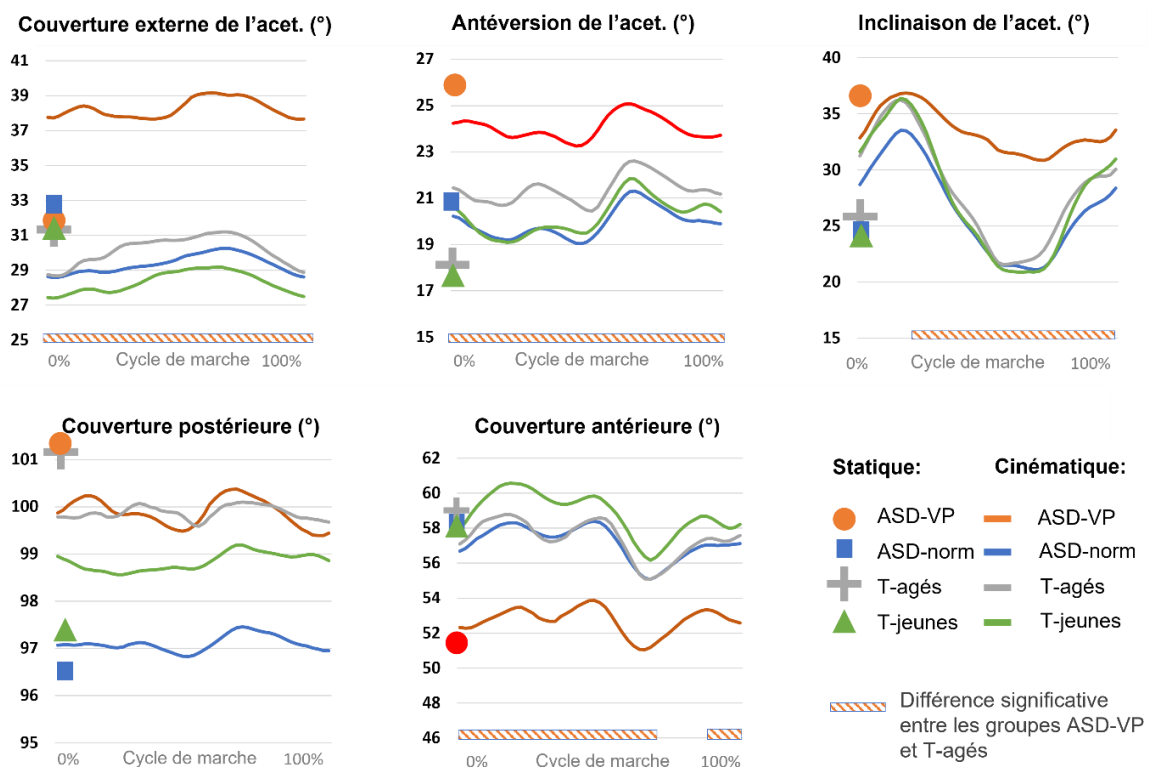 Couverture externe de l’acet. (°)
41
39
37
35
33
31
29
27
25
0% Cycle de marche 100%
Antéversion de l’acet. (°)
27
25
23
21
19
17
15
0% Cycle de marche 100%
Inclinaison de l’acet. (°)
40
35
30
25
20
15
0% Cycle de marche 100%
Couverture postérieure (°)
101
100
99
98
97
96
95
0% Cycle de marche 100%
Couverture antérieure (°)
62
60
58
56
54
52
50
48
46
0% Cycle de marche 100%
Statique: Cinématique:
ASD-VP ASD-VP
ASD-norm ASD-norm
T-agés T-agés
T-jeunes T-jeunes
Différence significative
entre les groupes ASD-VP
et T-agés